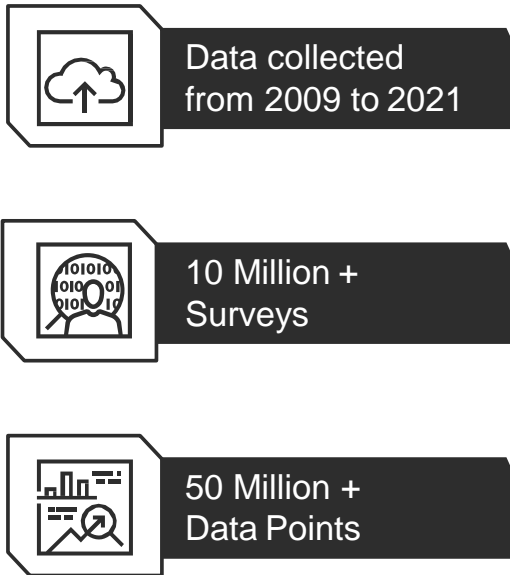 Data collected
from 2009 to 2021
10 Million +
Surveys
50 Million +
Data Points